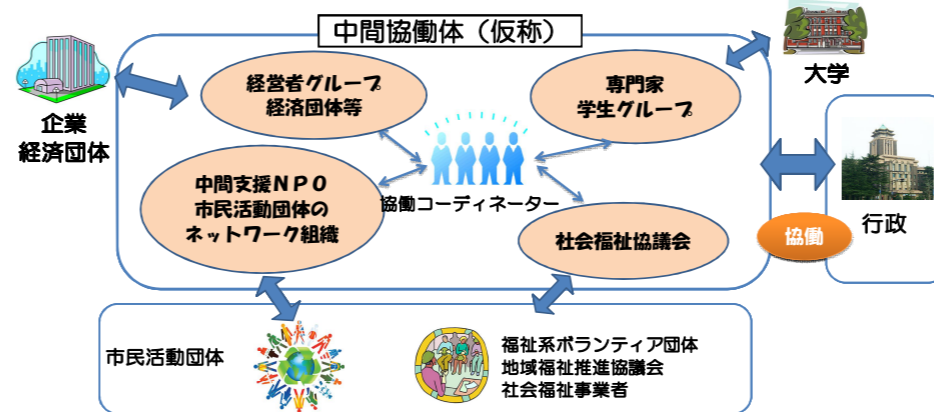 中間協働体（仮称）
企業
経済団体
経営者グループ
経済団体等
専門家
学生グループ
大学
中間支援ＮＰＯ
市民活動団体の
ネットワーク組織
協働コーディネーター
社会福祉協議会
協働
行政
市民活動団体
福祉系ボランティア団体
地域福祉推進協議会
社会福祉事業者